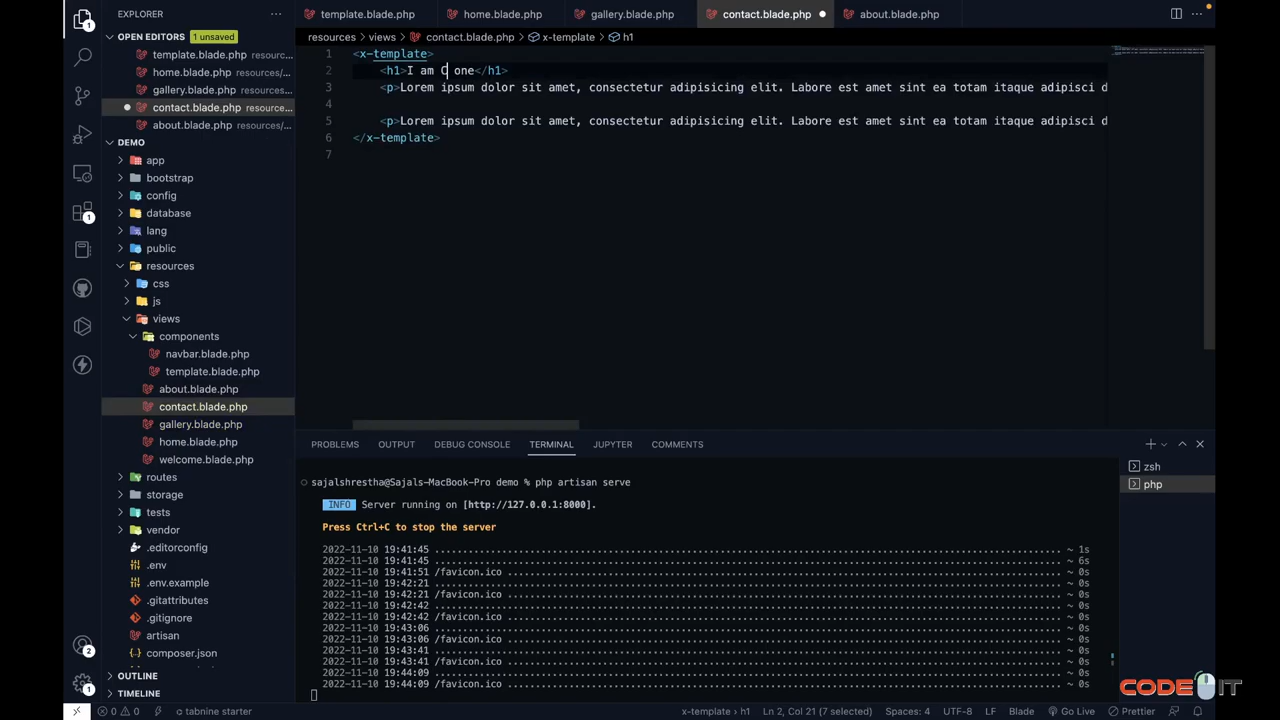 EXPLORER
template.blade.php
home.blade.php
gallery.blade.php
contact.blade.php
about.blade.php
OPEN EDITORS
1 unsaved
template.blade.php resourc...
home.blade.php resources/...
gallery.blade.php resource...
contact.blade.php resource...
about.blade.php resources/...
DEMO
app
bootstrap
config
database
lang
public
resources
css
js
views
components
navbar.blade.php
template.blade.php
about.blade.php
contact.blade.php
gallery.blade.php
home.blade.php
welcome.blade.php
routes
storage
tests
vendor
.editorconfig
.env
.env.example
.gitattributes
.gitignore
artisan
composer.json
OUTLINE
TIMELINE
resources > views > contact.blade.php > x-template > h1
1 <x-template>
2 <h1>I am C one</h1>
3 <p>Lorem ipsum dolor sit amet, consectetur adipisicing elit. Labore est amet sint ea totam itaque adipisci d
4
5 <p>Lorem ipsum dolor sit amet, consectetur adipisicing elit. Labore est amet sint ea totam itaque adipisci d
6 </x-template>
7
PROBLEMS OUTPUT DEBUG CONSOLE TERMINAL JUPYTER COMMENTS
zsh
php
sajalshrestha@Sajals-MacBook-Pro demo % php artisan serve
INFO Server running on [http://127.0.0.1:8000].
Press Ctrl+C to stop the server
2022-11-10 19:41:45 ~ 1s
2022-11-10 19:41:45 ~ 6s
2022-11-10 19:41:51 /favicon.ico ~ 0s
2022-11-10 19:42:21 ~ 0s
2022-11-10 19:42:21 /favicon.ico ~ 0s
2022-11-10 19:42:42 ~ 0s
2022-11-10 19:42:42 /favicon.ico ~ 0s
2022-11-10 19:43:06 ~ 0s
2022-11-10 19:43:06 /favicon.ico ~ 0s
2022-11-10 19:43:41 ~ 0s
2022-11-10 19:43:41 /favicon.ico ~ 0s
2022-11-10 19:44:09 ~ 0s
2022-11-10 19:44:09 /favicon.ico ~ 0s
CODE IT
0 0 tabnine starter x-template > h1 Ln 2, Col 21 (7 selected) Spaces: 4 UTF-8 LF Blade Go Live Prettier
1
2
1